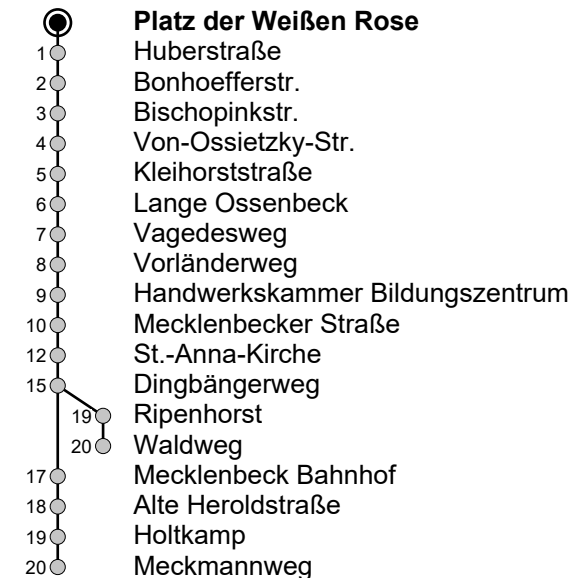 Platz der Weißen Rose
1 Huberstraße
2 Bonhoefferstr.
3 Bischopinkstr.
4 Von-Ossietzky-Str.
5 Kleihorststraße
6 Lange Ossenbeck
7 Vagedesweg
8 Vorländerweg
9 Handwerkskammer Bildungszentrum
10 Mecklenbecker Straße
12 St.-Anna-Kirche
15 Dingbängerweg
19 Ripenhorst
20 Waldweg
17 Mecklenbeck Bahnhof
18 Alte Heroldstraße
19 Holtkamp
20 Meckmannweg